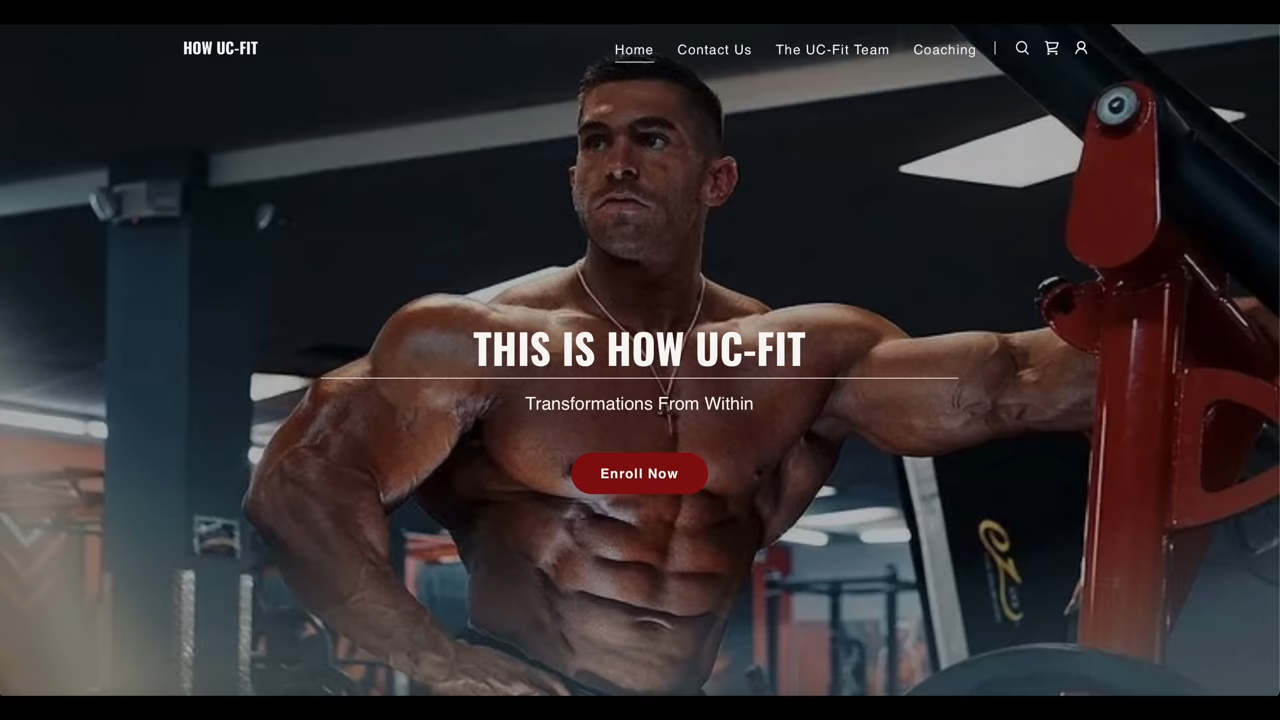 HOW UC-FIT
Home Contact Us The UC-Fit Team Coaching
THIS IS HOW UC-FIT
Transformations From Within
Enroll Now